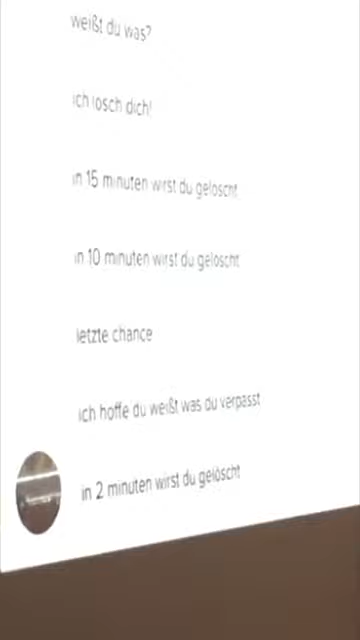 weißt du was?
ich lösch dich!
in 15 minuten wirst du gelöscht
in 10 minuten wirst du gelöscht
letzte chance
ich hoffe du weißt was du verpasst
in 2 minuten wirst du gelöscht